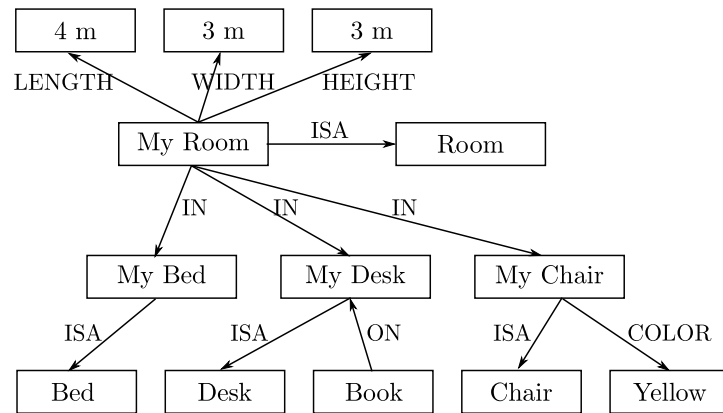 4 m
3 m
3 m
LENGTH
WIDTH
HEIGHT
My Room
ISA
Room
IN
IN
IN
My Bed
My Desk
My Chair
ISA
ISA
ON
ISA
COLOR
Bed
Desk
Book
Chair
Yellow